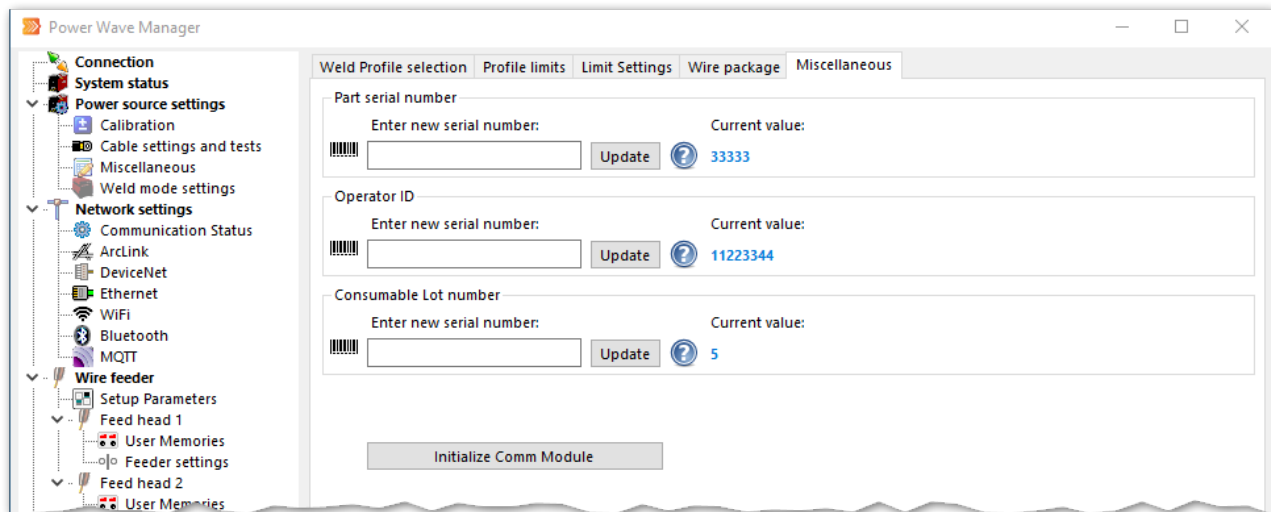 Power Wave Manager
Connection
System status
Power source settings
Calibration
Cable settings and tests
Miscellaneous
Weld mode settings
Network settings
Communication Status
ArcLink
DeviceNet
Ethernet
WiFi
Bluetooth
MQTT
Wire feeder
Setup Parameters
Feed head 1
User Memories
Feeder settings
Feed head 2
User Memories
Weld Profile selection Profile limits Limit Settings Wire package Miscellaneous
Part serial number
Enter new serial number: Current value:
Update ? 33333
Operator ID
Enter new serial number: Current value:
Update ? 11223344
Consumable Lot number
Enter new serial number: Current value:
Update ? 5
Initialize Comm Module